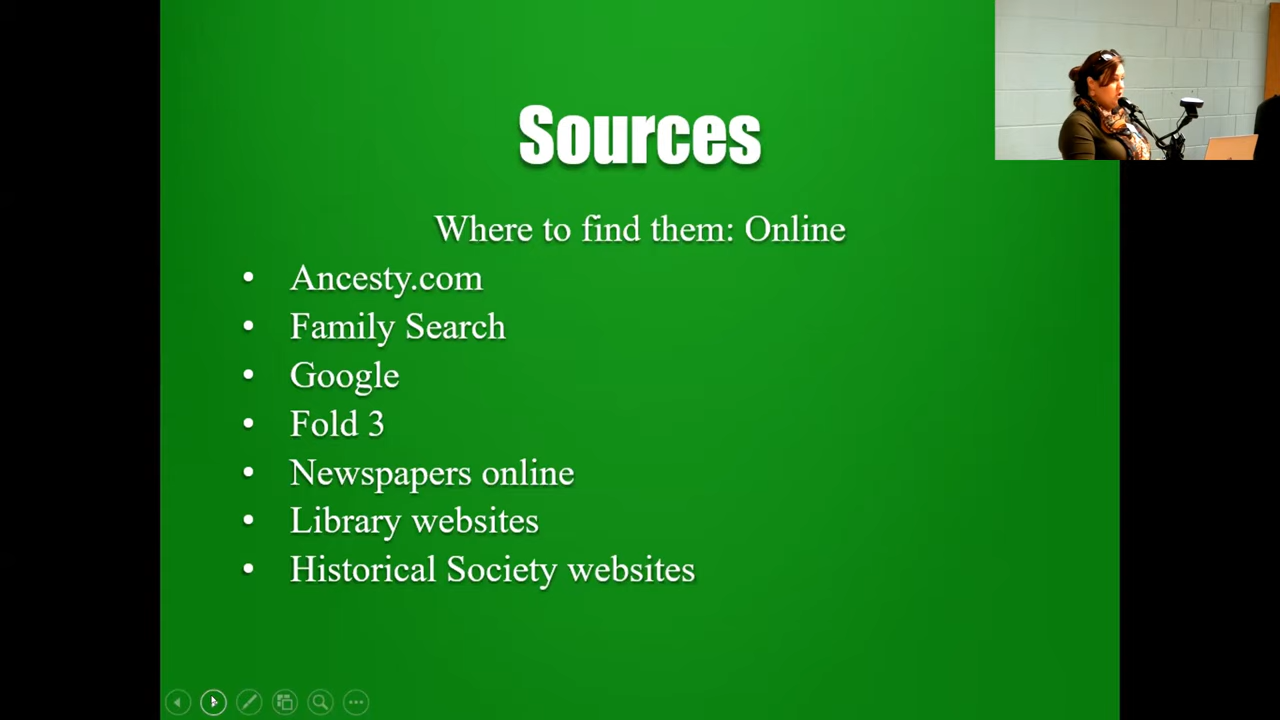 Sources
Where to find them: Online
• Ancesty.com
• Family Search
• Google
• Fold 3
• Newspapers online
• Library websites
• Historical Society websites